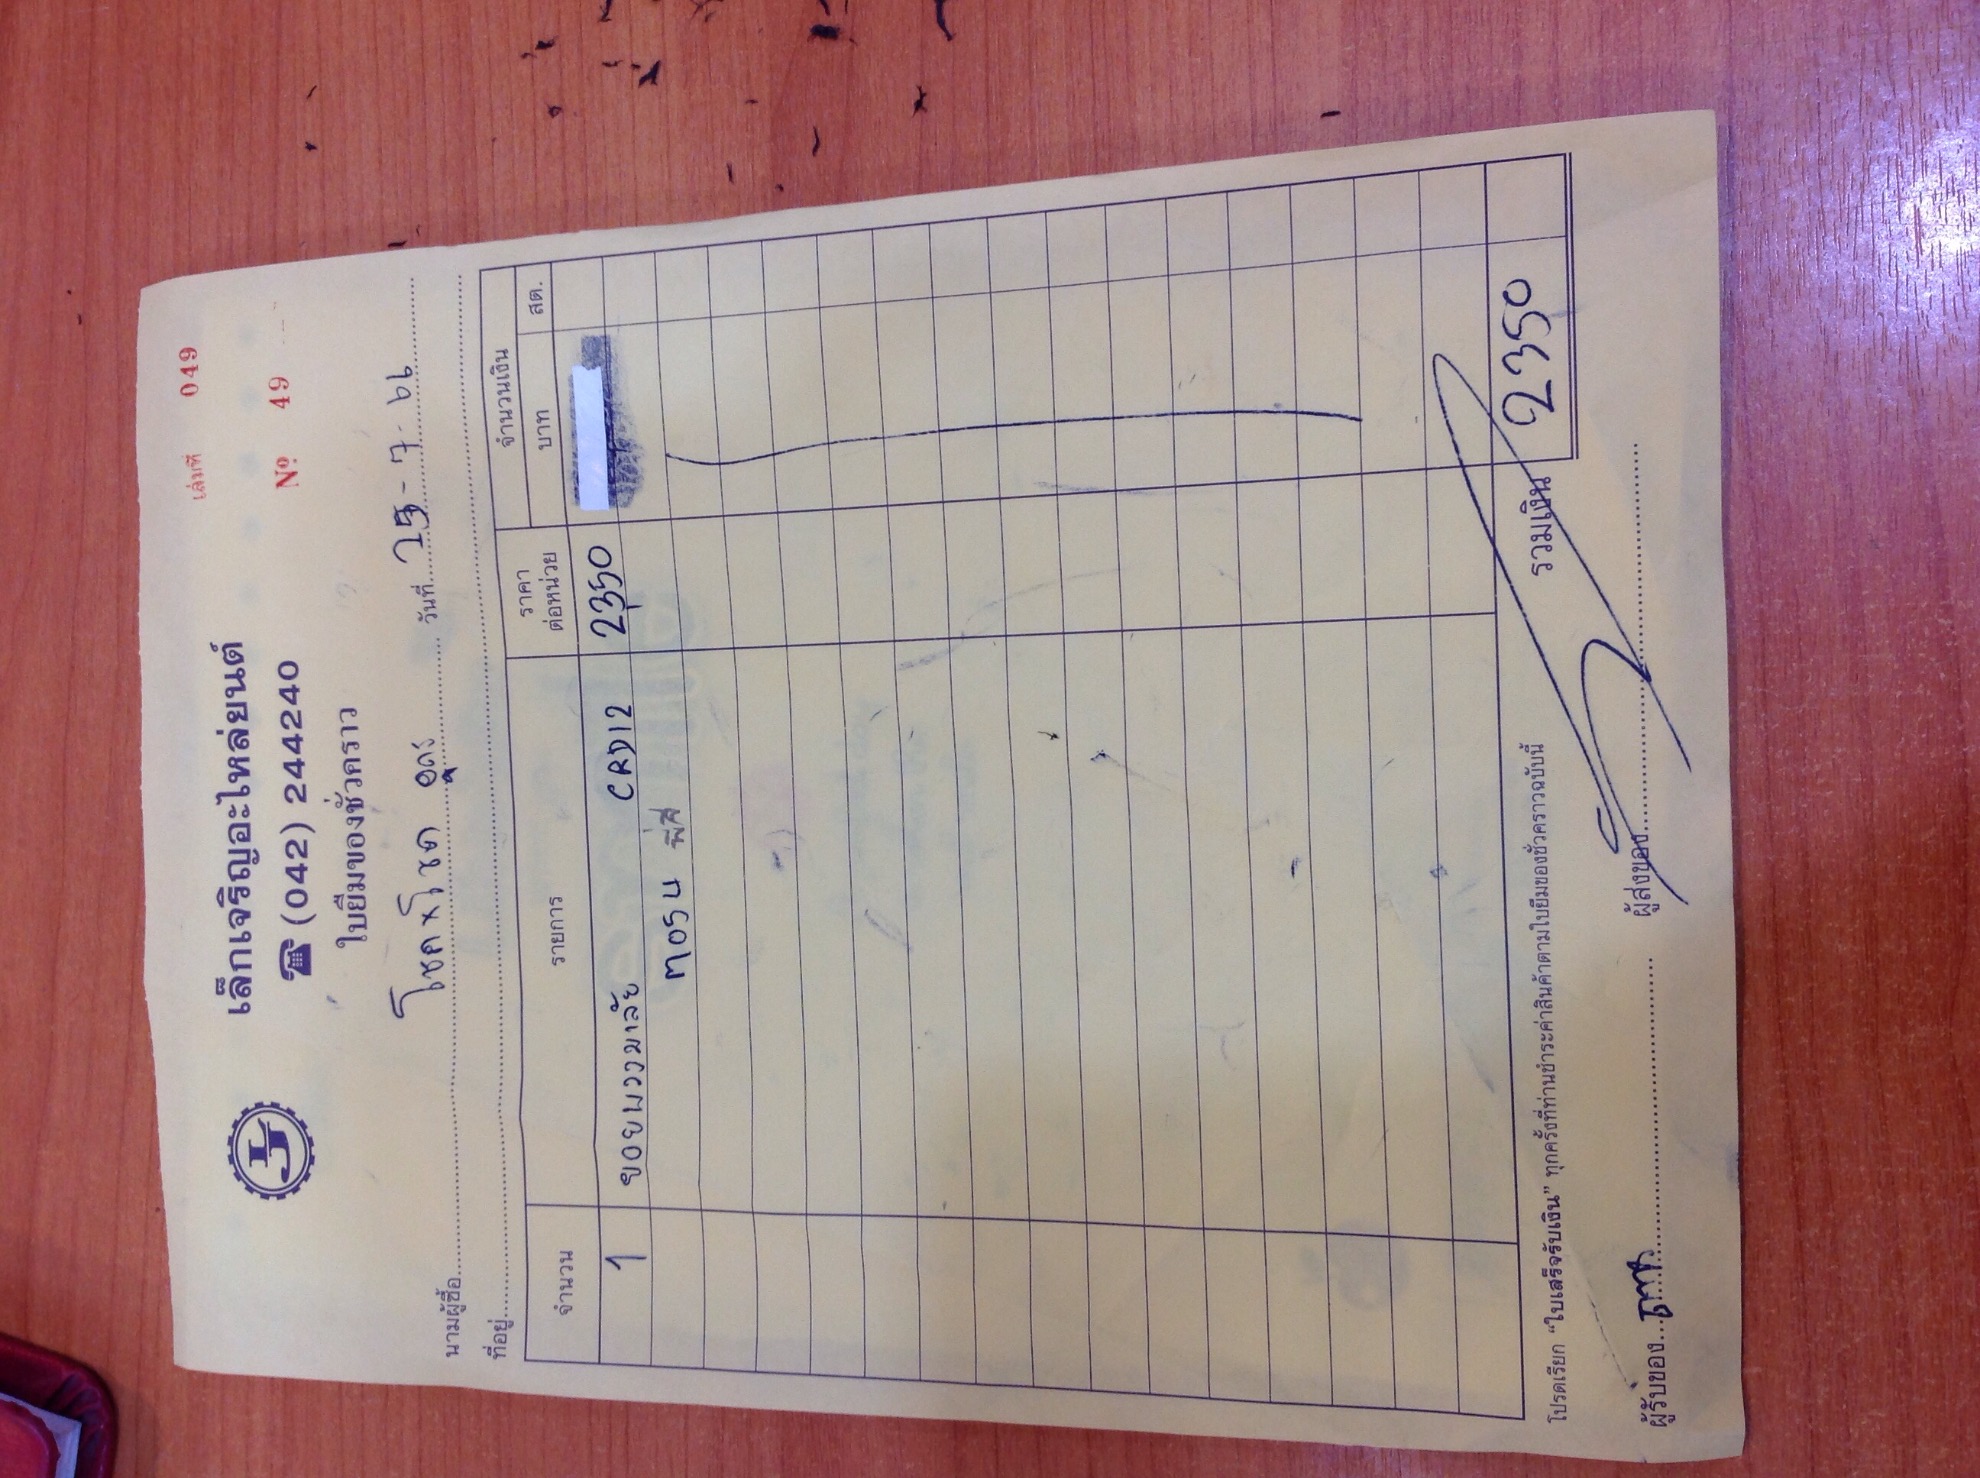 เล่มที่ 049
เล็กเจริญอะไหล่ยนต์
☎ (042) 244240
Nº 49
ใบยืมของชั่วคราว
นามผู้ซื้อ โชคxโชค อุดร วันที่ 25-7-66
ที่อยู่
จำนวน รายการ ราคาต่อหน่วย จำนวนเงิน
บาท สต.
1 ยอยพวงมาลัย CRD12 2350
รวมเงิน 2350
โปรดเรียก "ใบเสร็จรับเงิน" ทุกครั้งที่ท่านชำระค่าสินค้าตามใบยืมของชั่วคราวฉบับนี้
ผู้รับของ ผู้ส่งของ